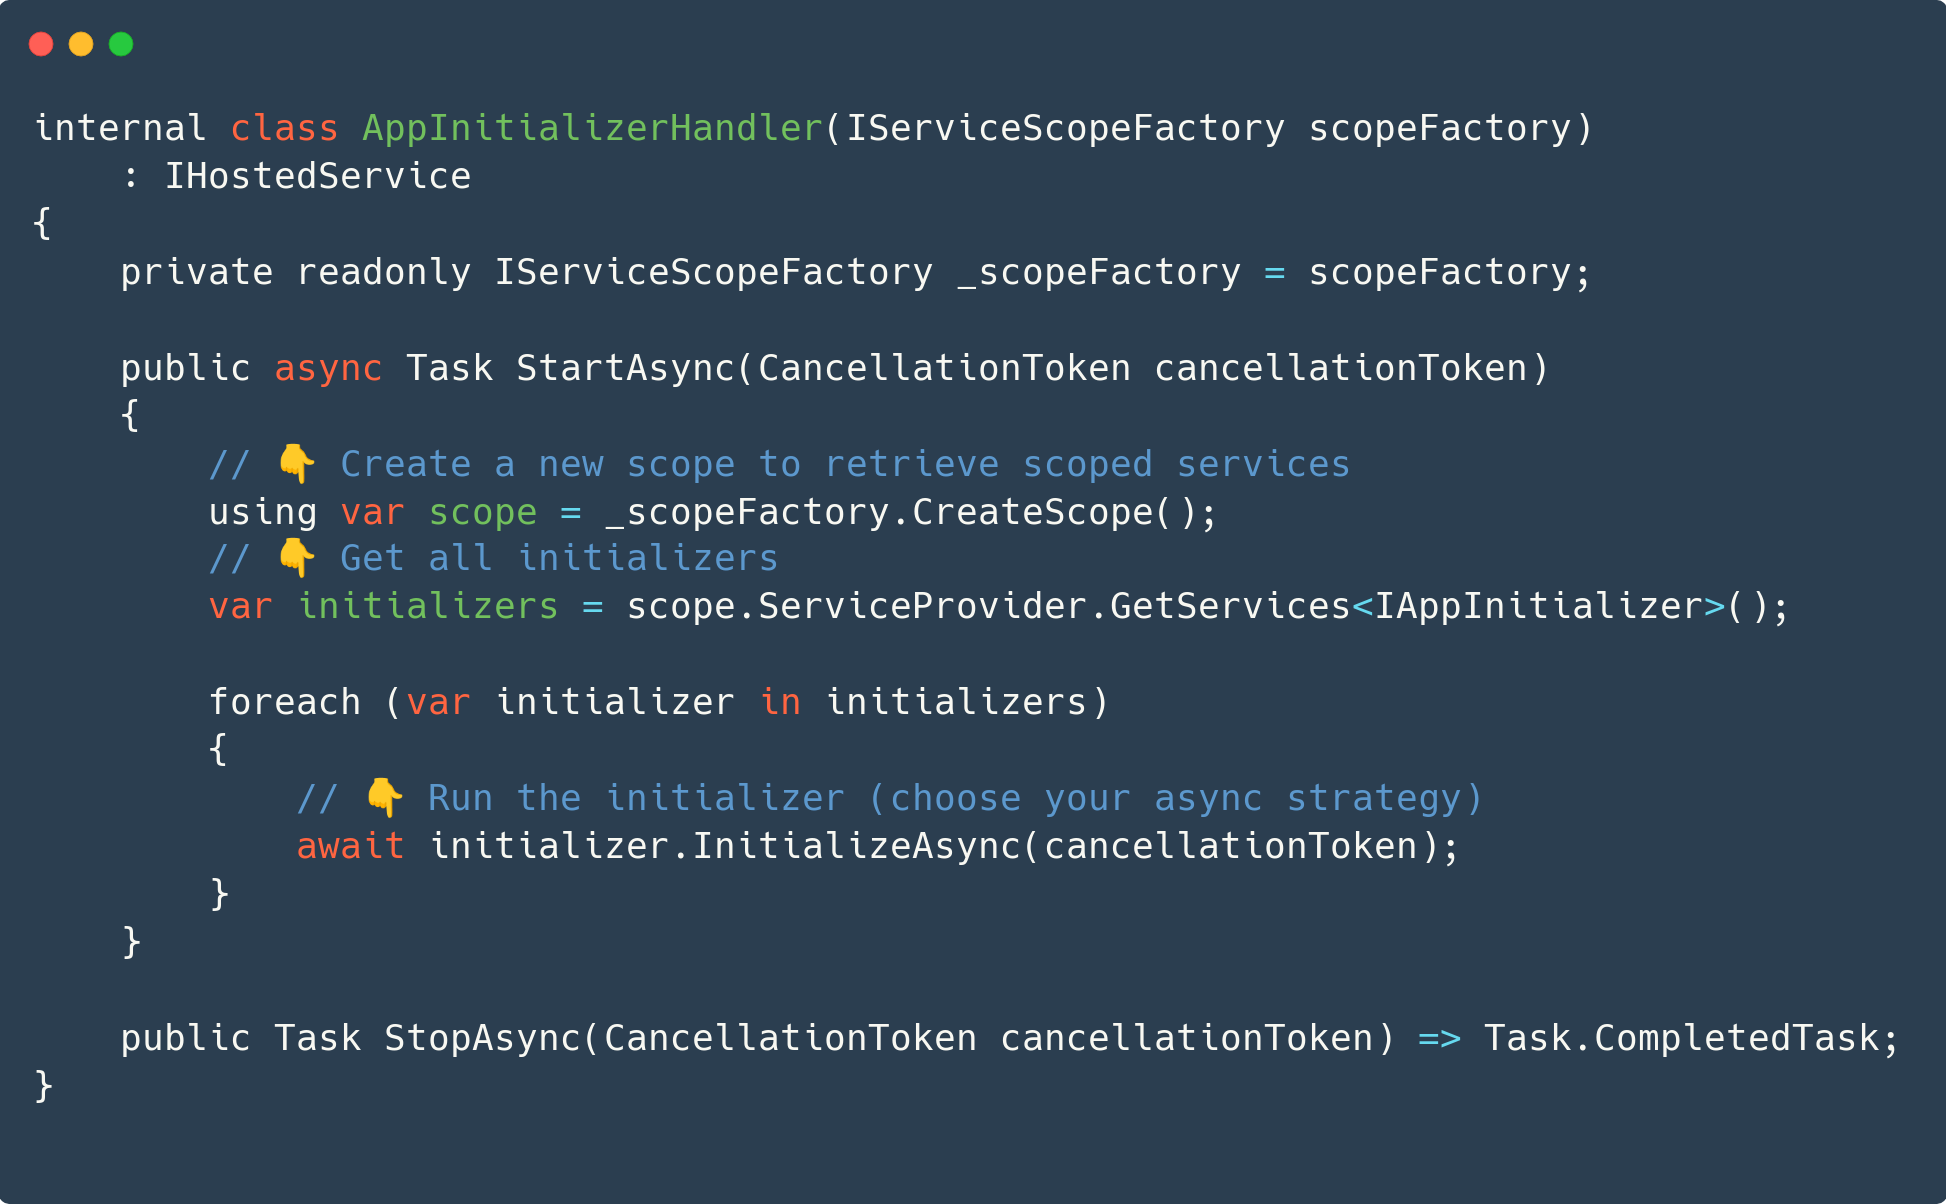 internal class AppInitializerHandler(IServiceScopeFactory scopeFactory)
    : IHostedService
{
    private readonly IServiceScopeFactory _scopeFactory = scopeFactory;

    public async Task StartAsync(CancellationToken cancellationToken)
    {
        // 👇 Create a new scope to retrieve scoped services
        using var scope = _scopeFactory.CreateScope();
        // 👇 Get all initializers
        var initializers = scope.ServiceProvider.GetServices<IAppInitializer>();

        foreach (var initializer in initializers)
        {
            // 👇 Run the initializer (choose your async strategy)
            await initializer.InitializeAsync(cancellationToken);
        }
    }

    public Task StopAsync(CancellationToken cancellationToken) => Task.CompletedTask;
}